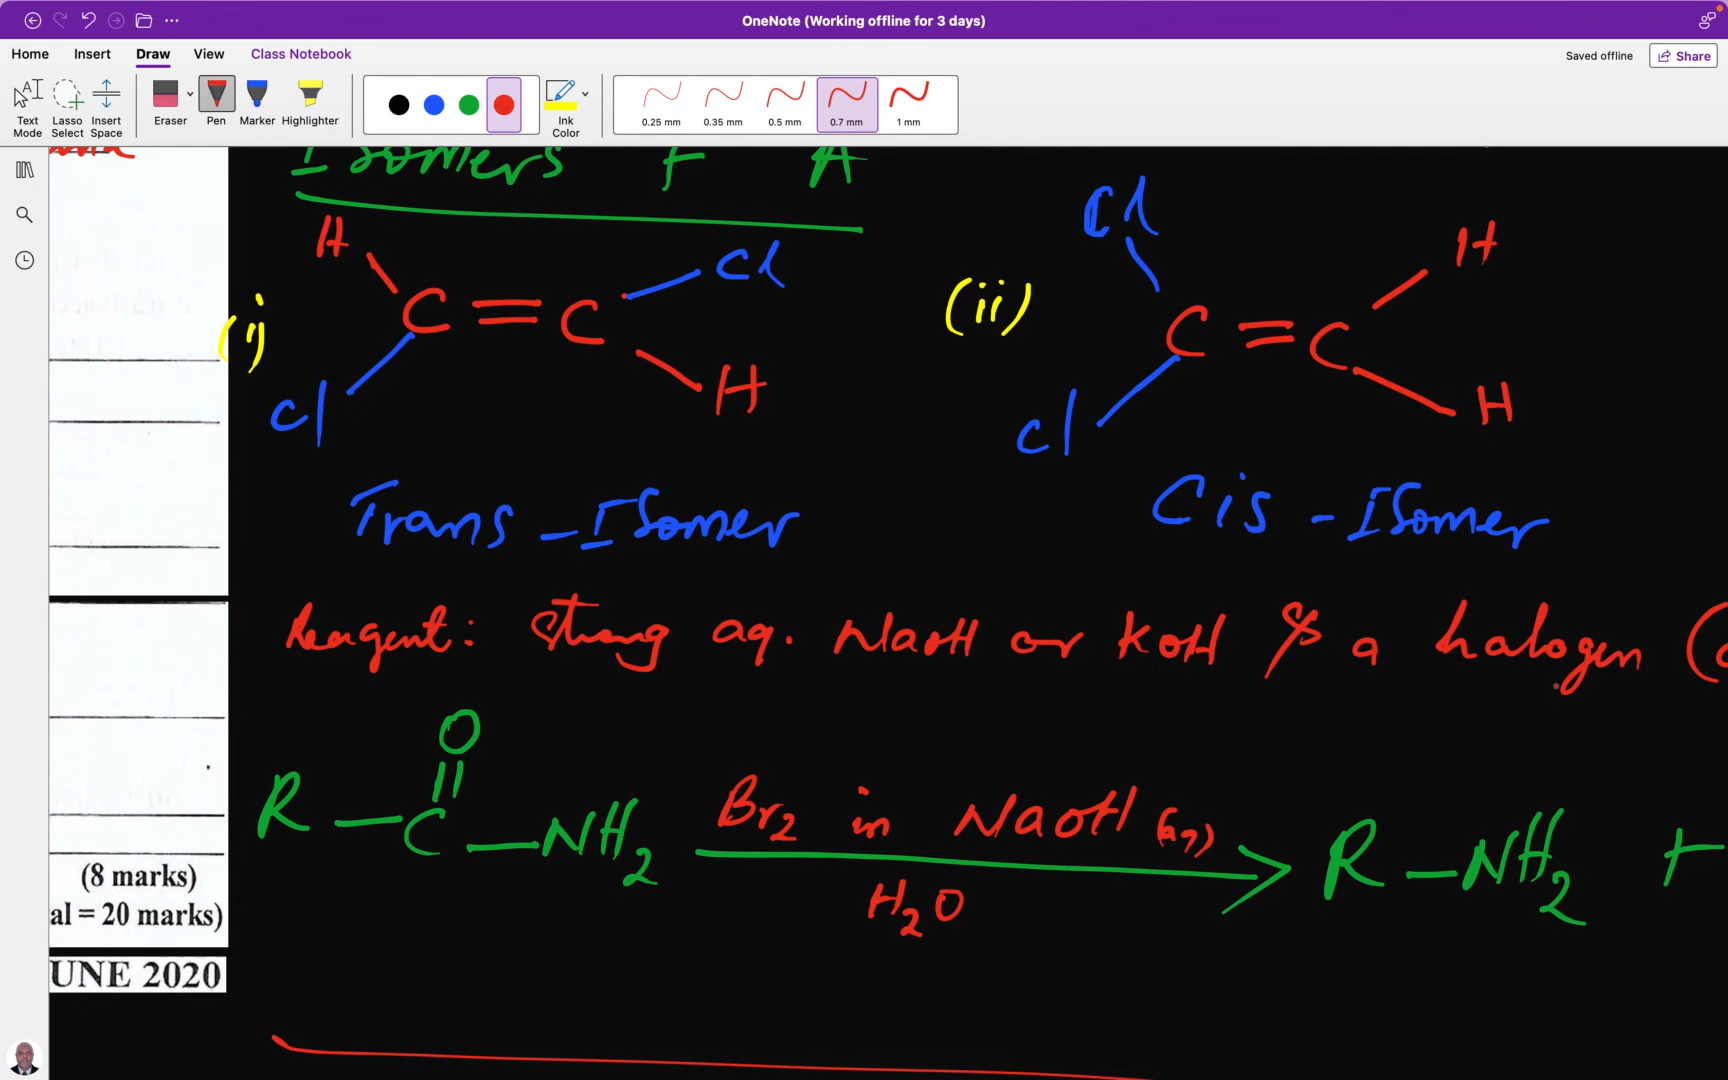 OneNote (Working offline for 3 days)
Home Insert Draw View Class Notebook
Saved offline Share
Text Mode
Lasso Select
Insert Space
Eraser Pen Marker Highlighter
Ink Color
0.25 mm 0.35 mm 0.5 mm 0.7 mm 1 mm
Isomers A
(i) H Cl
C = C
Cl H
(ii) Cl H
C = C
Cl H
Trans - Isomer
Cis - Isomer
Reagent: Strong aq. NaOH or KOH & a halogen (
O
R - C - NH2 Br2 in NaOH (aq) R - NH2 +
H2O
(8 marks)
al = 20 marks)
UNE 2020